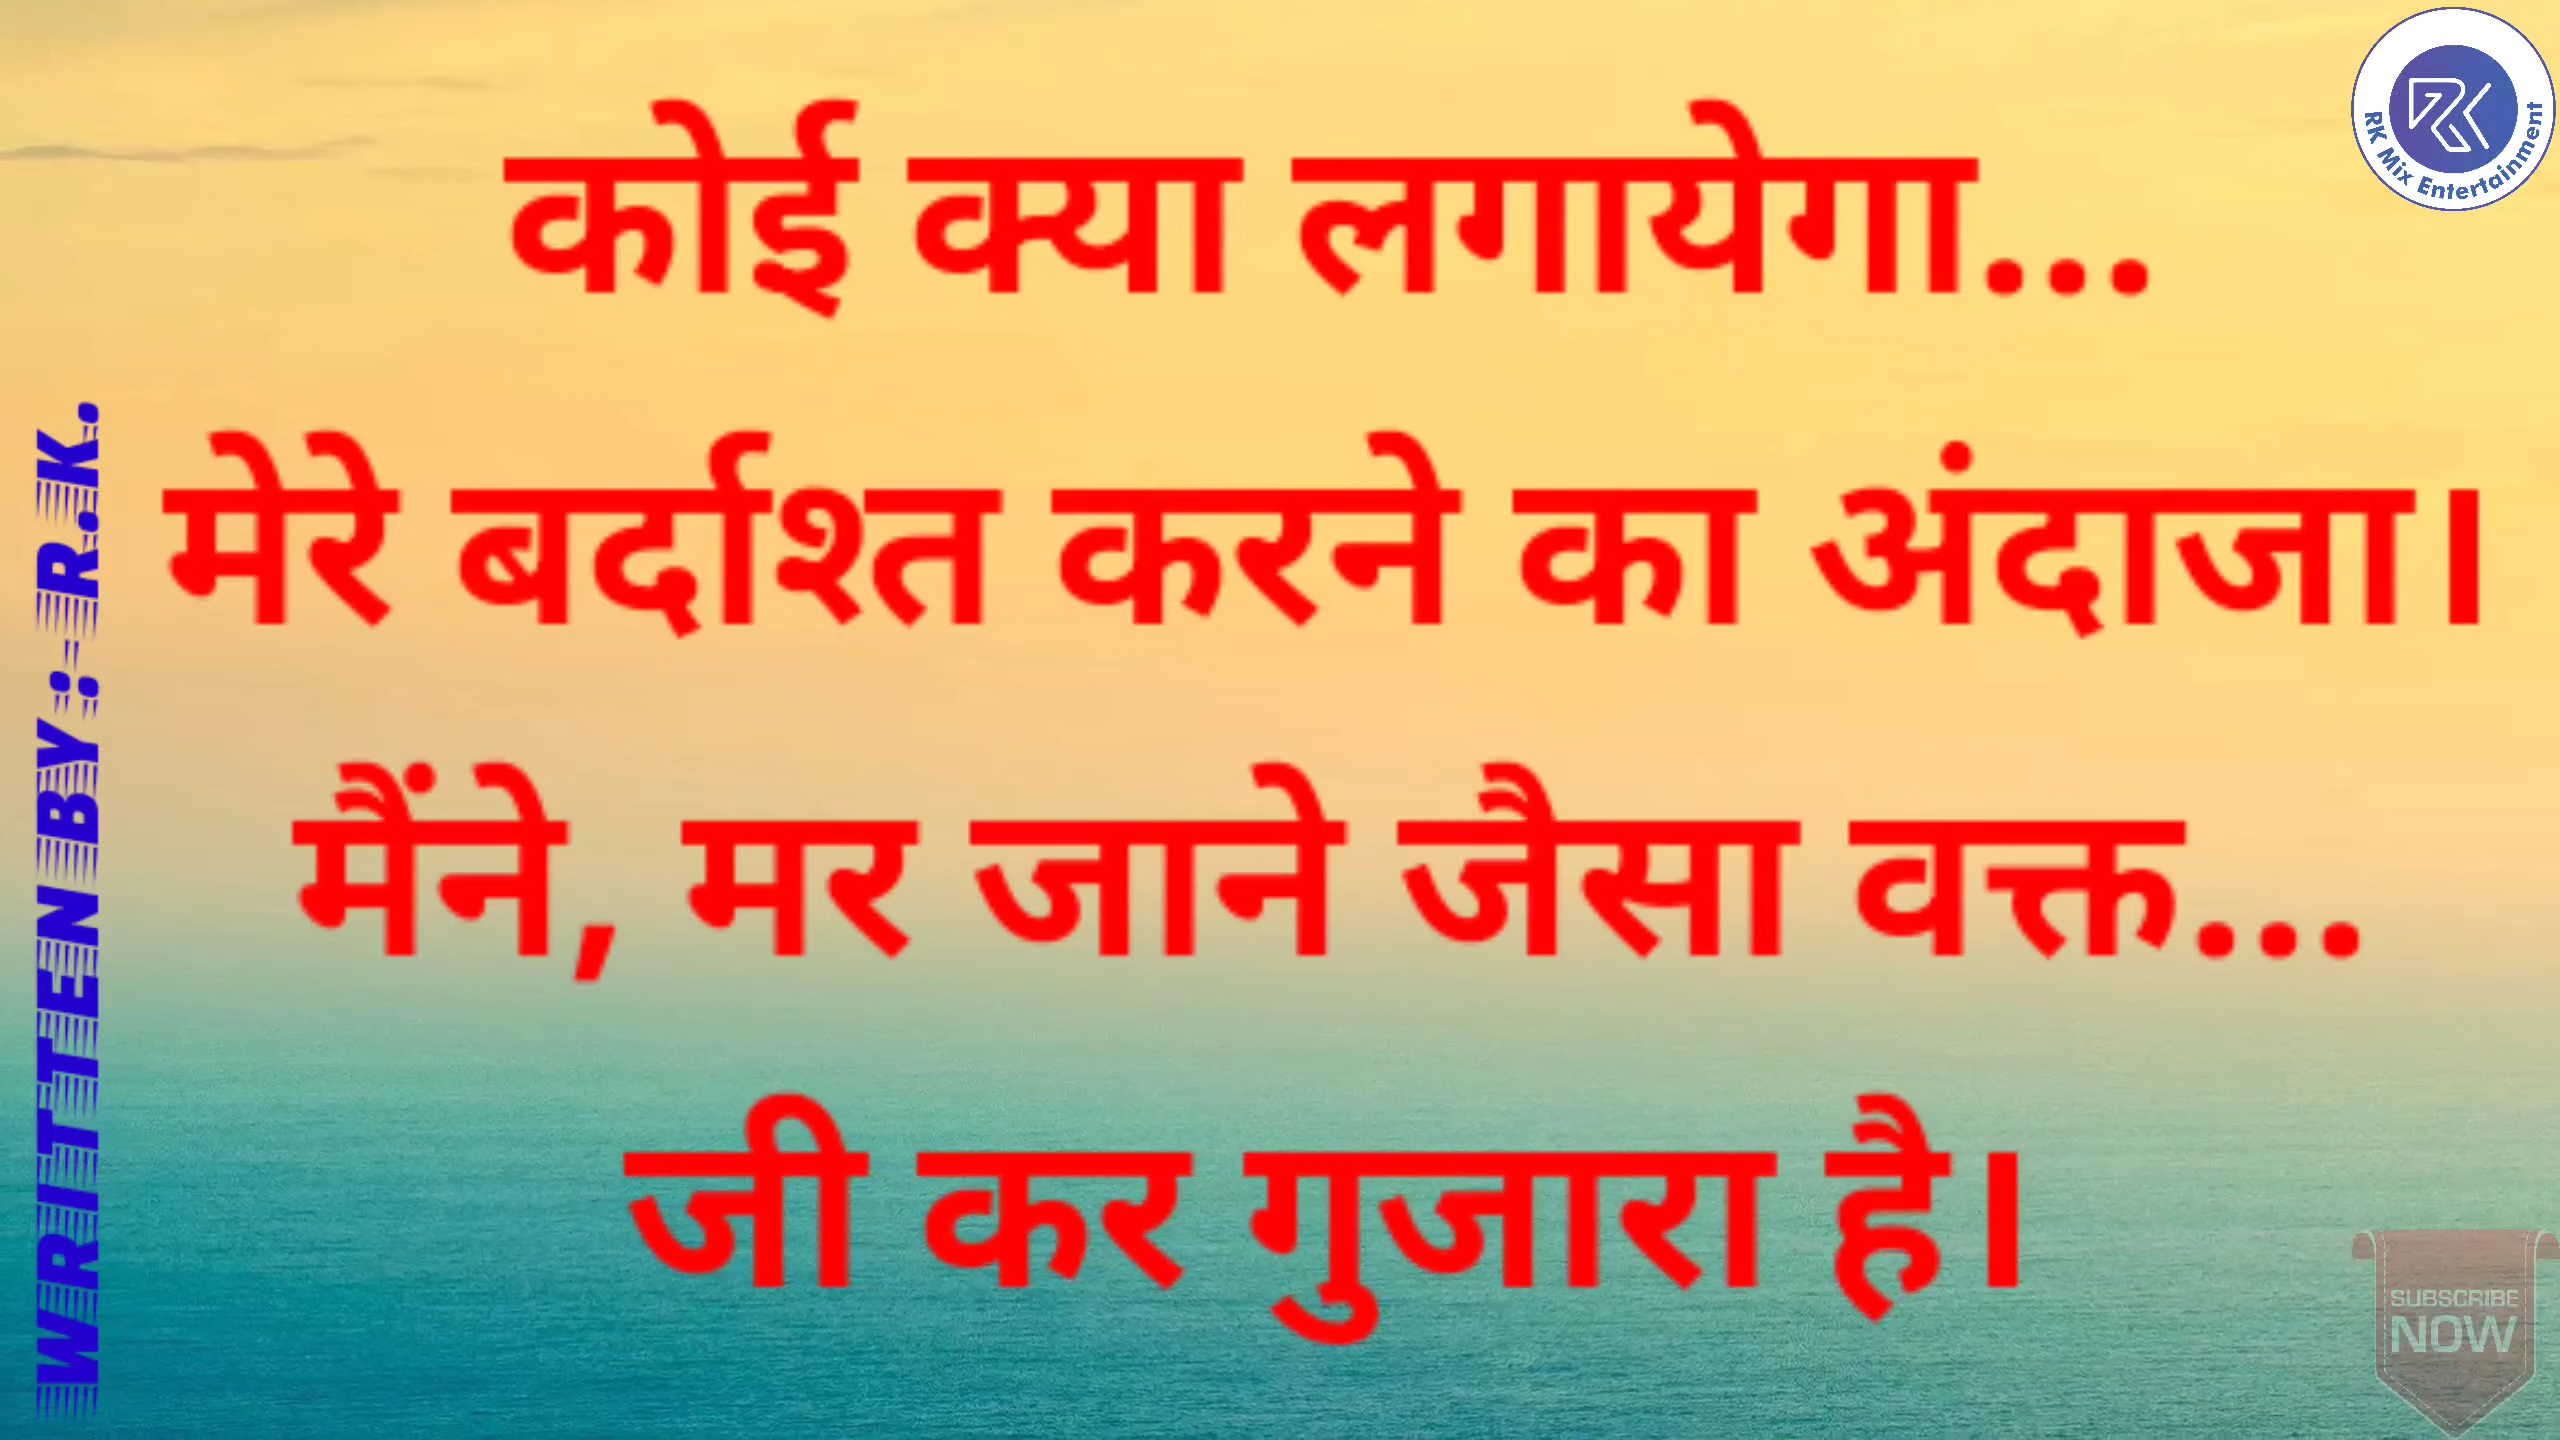 कोई क्या लगायेगा...
मेरे बर्दाश्त करने का अंदाजा।
मैंने, मर जाने जैसा वक्त...
जी कर गुजारा है।
WRITTEN BY :- R.K.
RK Mix Entertainment
SUBSCRIBE
NOW